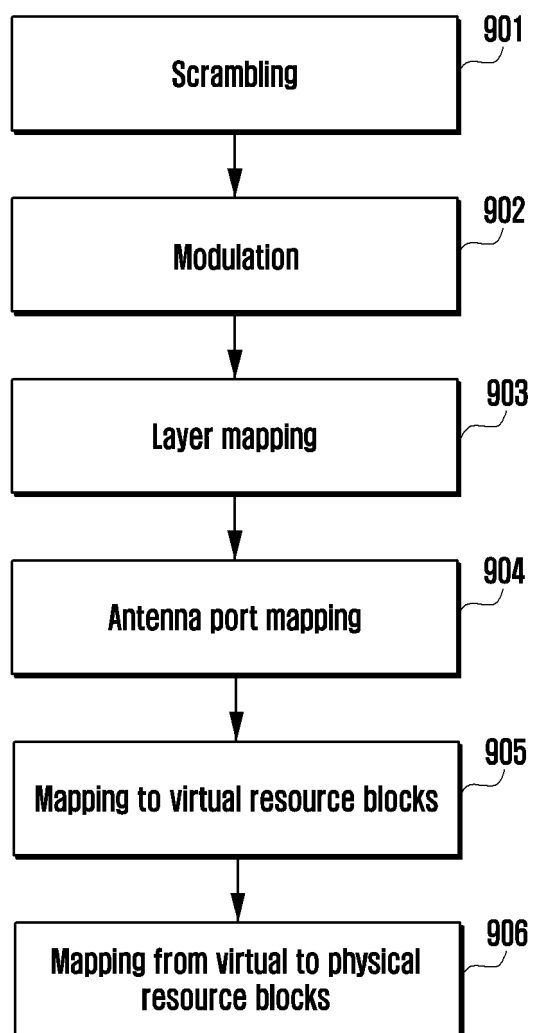 901
Scrambling
902
Modulation
903
Layer mapping
904
Antenna port mapping
905
Mapping to virtual resource blocks
906
Mapping from virtual to physical
resource blocks